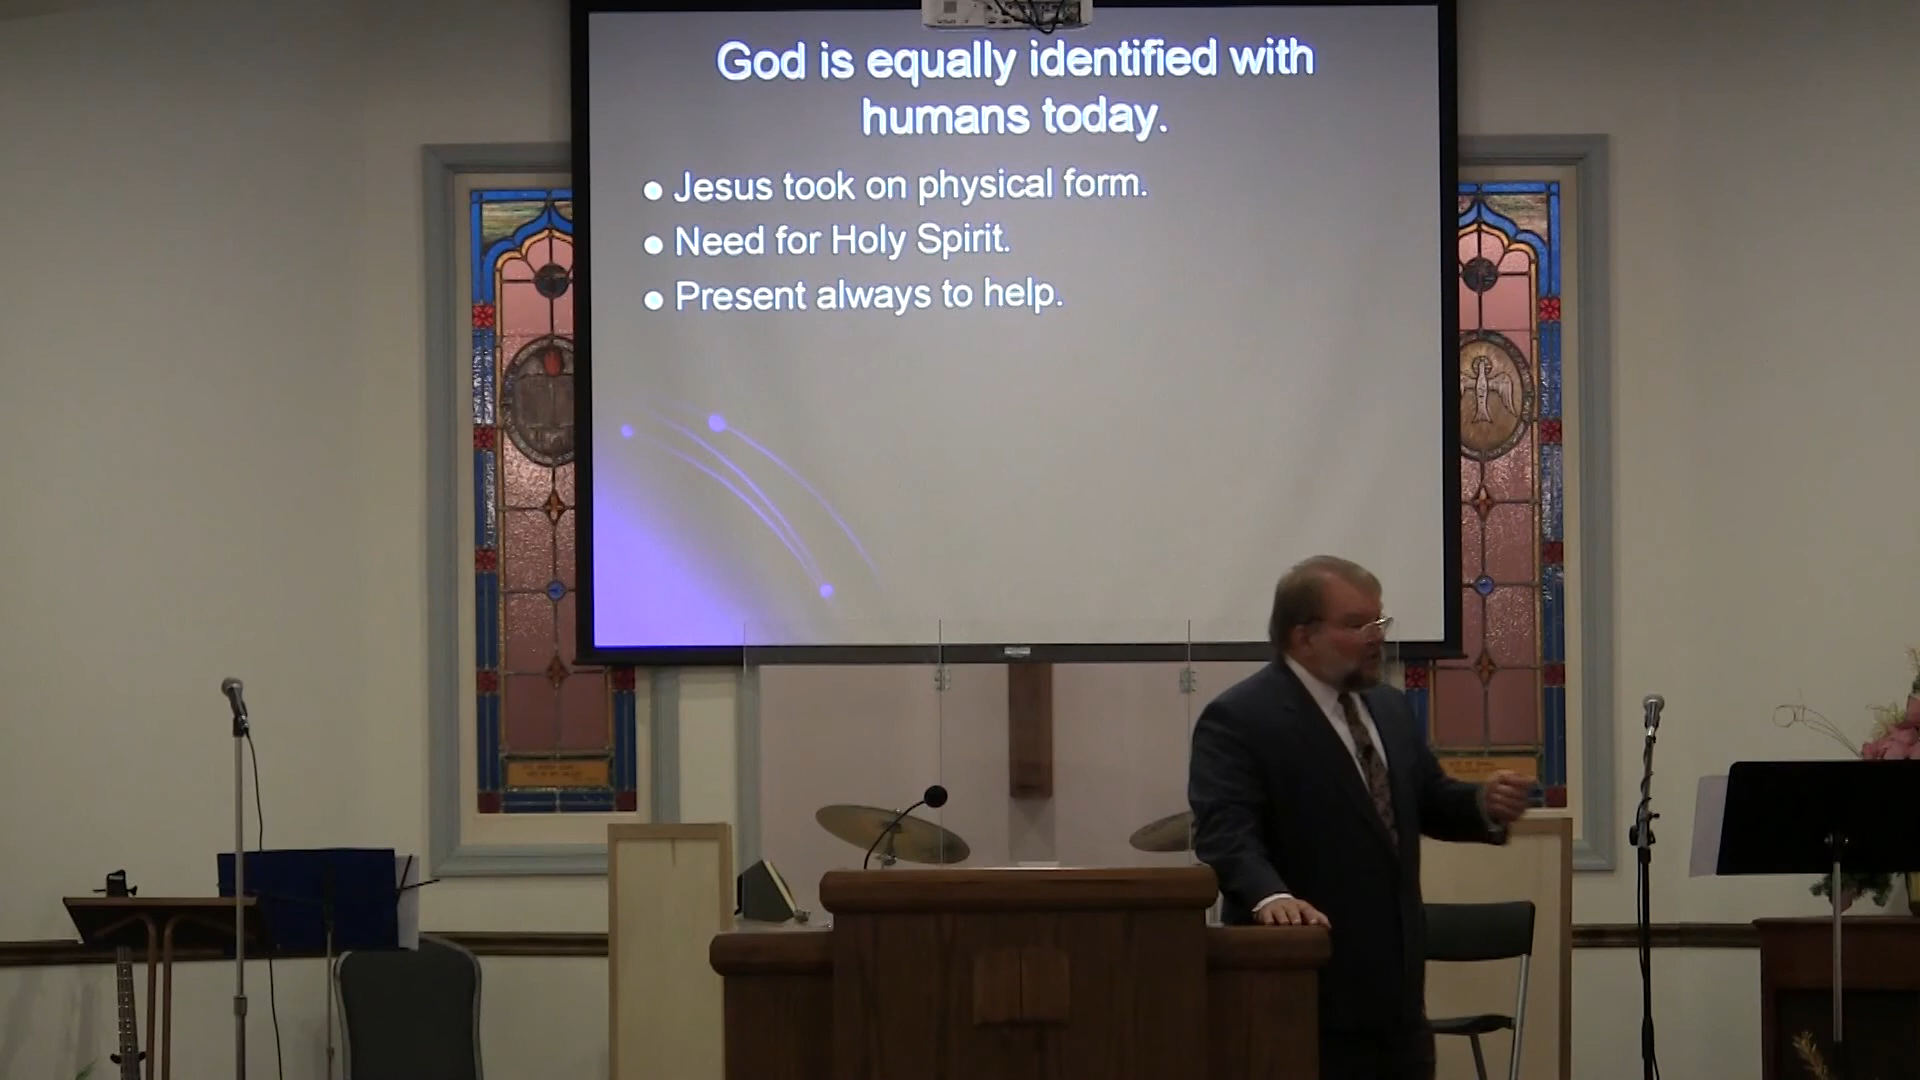 God is equally identified with
humans today.
Jesus took on physical form.
Need for Holy Spirit.
Present always to help.